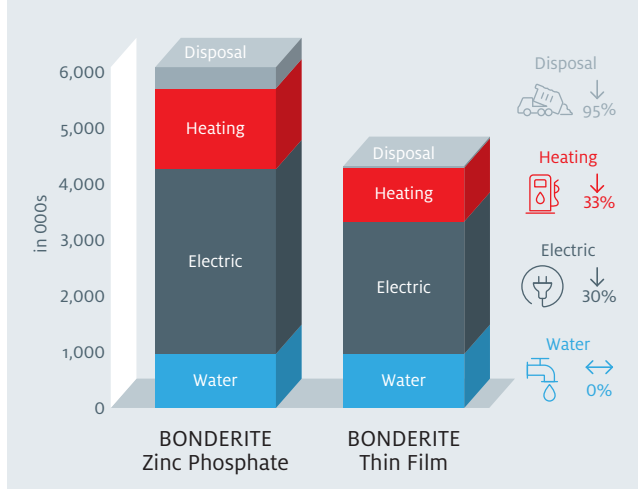 in 000s
6,000
5,000
4,000
3,000
2,000
1,000
0
Disposal
Heating
Electric
Water
BONDERITE
Zinc Phosphate
Disposal
Heating
Electric
Water
BONDERITE
Thin Film
Disposal
↓
95%
Heating
↓
33%
Electric
↓
30%
Water
↔
0%